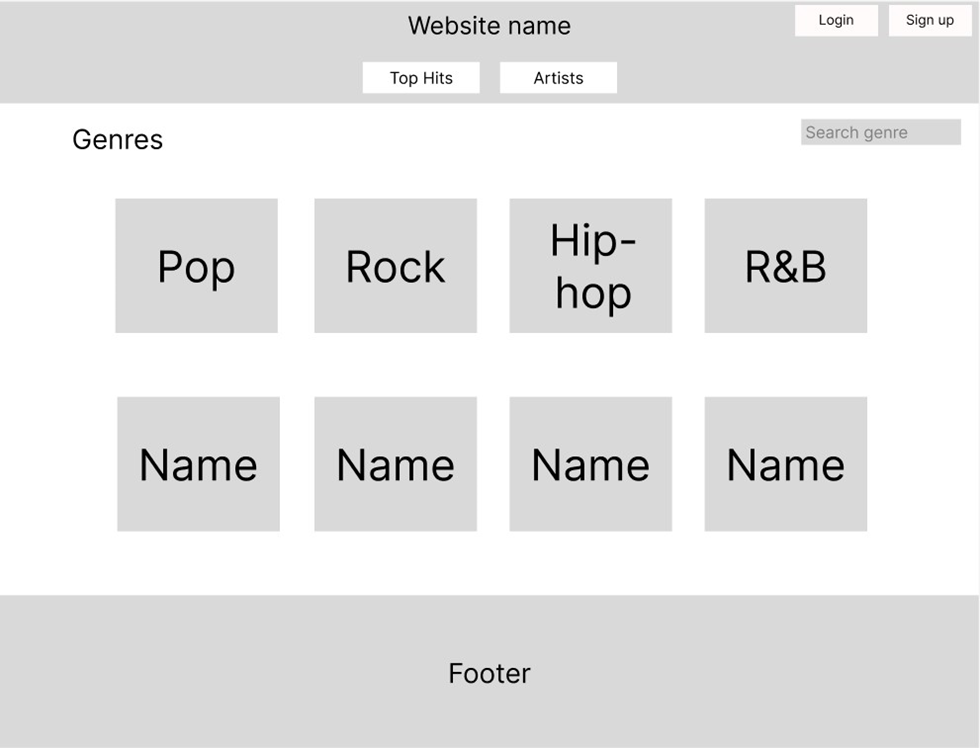 Website name
Login
Sign up
Top Hits
Artists
Genres
Search genre
Pop
Rock
Hip-
hop
R&B
Name
Name
Name
Name
Footer